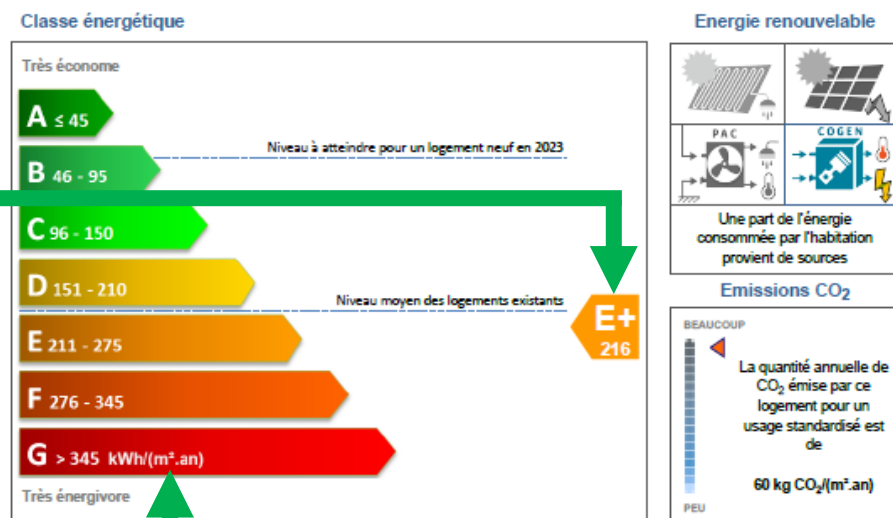 Classe énergétique
Très économe
A ≤ 45
Niveau à atteindre pour un logement neuf en 2023
B 46 - 95
C 96 - 150
D 151 - 210
Niveau moyen des logements existants
E 211 - 275
E+
216
F 276 - 345
G > 345 kWh/(m².an)
Très énergivore
Energie renouvelable
PAC
COGEN
Une part de l'énergie
consommée par l'habitation
provient de sources
Emissions CO₂
BEAUCOUP
La quantité annuelle de
CO₂ émise par ce
logement pour un
usage standardisé est
de
60 kg CO₂/(m².an)
PEU